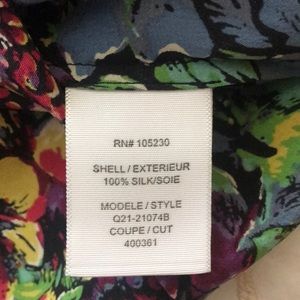 RN# 105230
SHELL / EXTERIEUR
100% SILK/SOIE
MODELE / STYLE
Q21-21074B
COUPE / CUT
400361